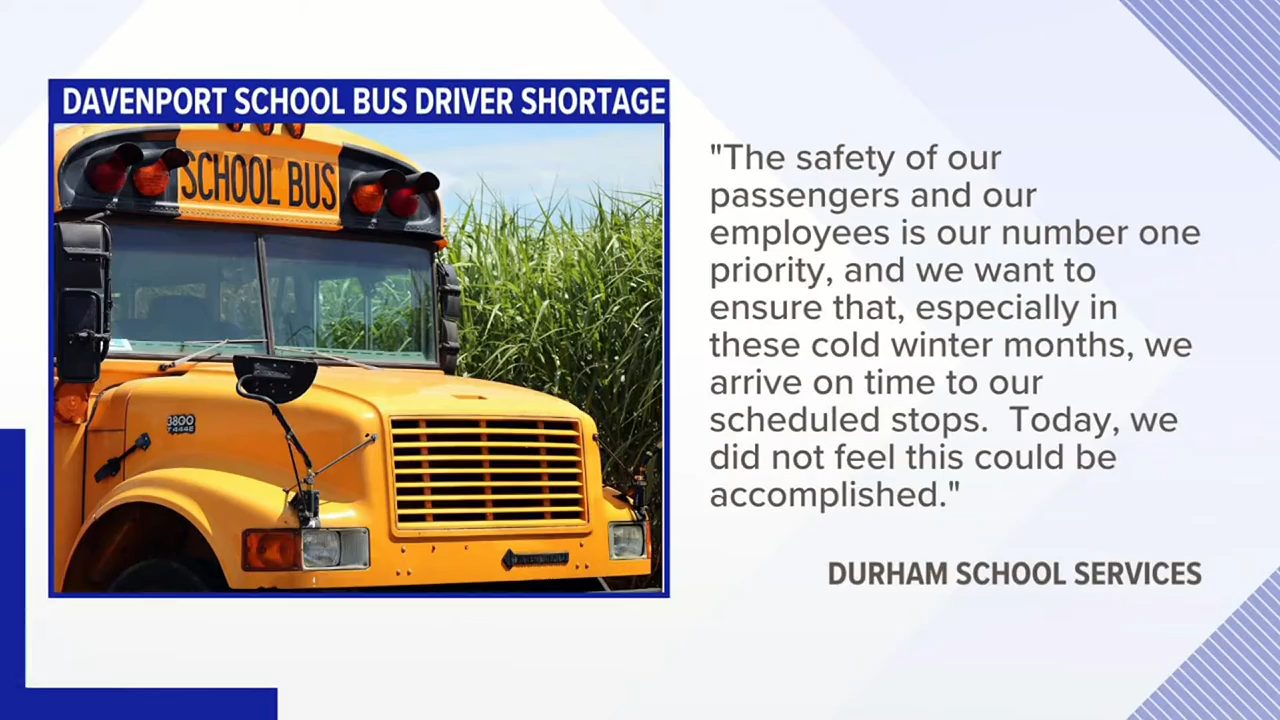 DAVENPORT SCHOOL BUS DRIVER SHORTAGE
SCHOOL BUS
3800
"The safety of our
passengers and our
employees is our number one
priority, and we want to
ensure that, especially in
these cold winter months, we
arrive on time to our
scheduled stops.  Today, we
did not feel this could be
accomplished."
DURHAM SCHOOL SERVICES